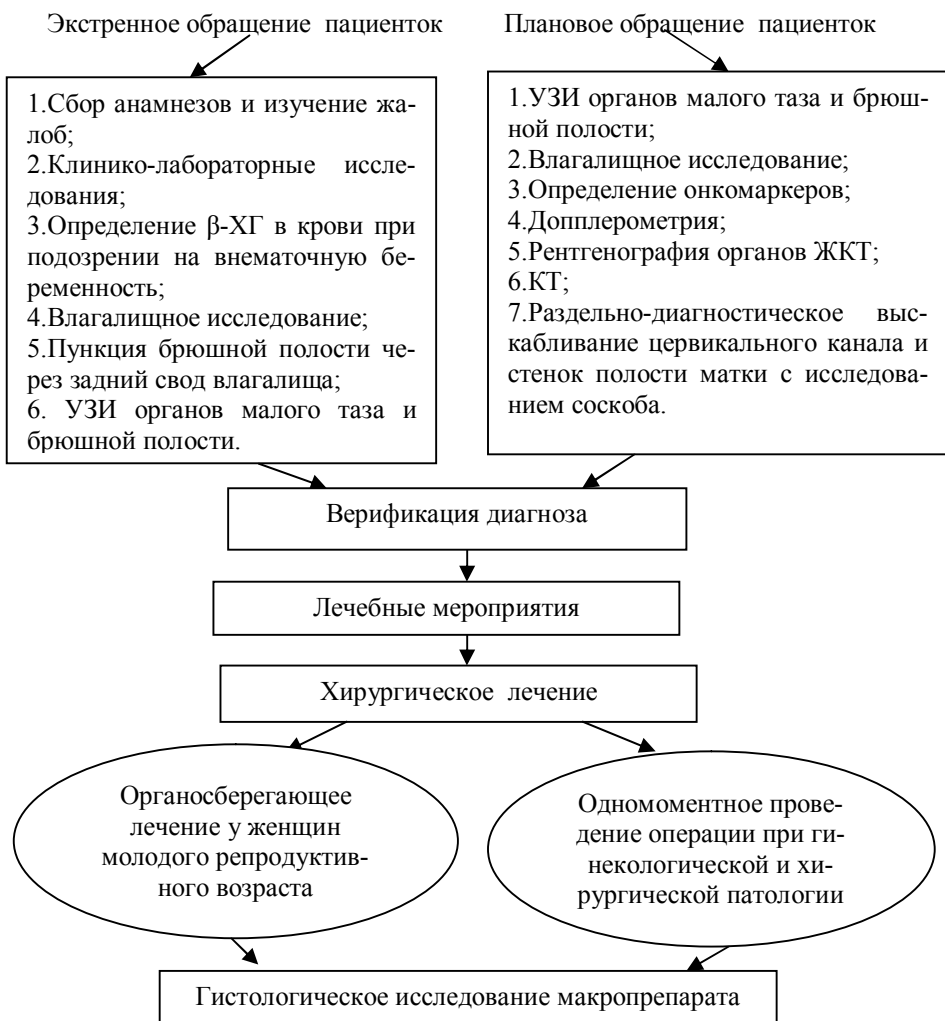 Экстренное обращение пациенток
Плановое обращение пациенток
1.Сбор анамнезов и изучение жа-
лоб;
2.Клинико-лабораторные иссле-
дования;
3.Определение β-ХГ в крови при
подозрении на внематочную бе-
ременность;
4.Влагалищное исследование;
5.Пункция брюшной полости че-
рез задний свод влагалища;
6. УЗИ органов малого таза и
брюшной полости.
1.УЗИ органов малого таза и брюш-
ной полости;
2.Влагалищное исследование;
3.Определение онкомаркеров;
4.Допплерометрия;
5.Рентгенография органов ЖКТ;
6.КТ;
7.Раздельно-диагностическое выс-
кабливание цервикального канала и
стенок полости матки с исследова-
нием соскоба.
Верификация диагноза
Лечебные мероприятия
Хирургическое лечение
Органосберегающее
лечение у женщин
молодого репродуктив-
ного возраста
Одномоментное прове-
дение операции при ги-
некологической и хи-
рургической патологии
Гистологическое исследование макропрепарата